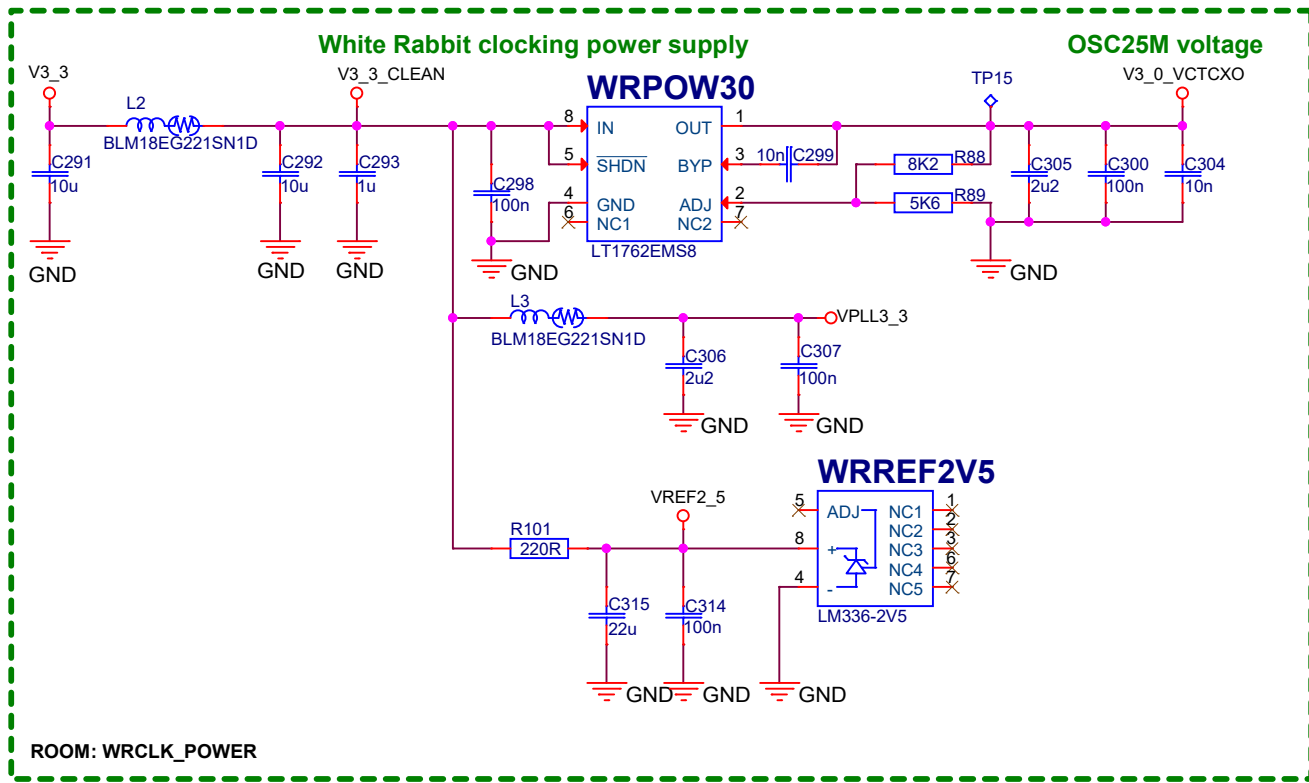 White Rabbit clocking power supply
OSC25M voltage
V3_3
V3_3_CLEAN
WRPOW30
TP15
V3_0_VCTCXO
L2
BLM18EG221SN1D
8
IN
OUT
1
5
SHDN
BYP
3
10n
C299
4
GND
ADJ
2
6
NC1
NC2
7
LT1762EMS8
8K2
R88
5K6
R89
C291
10u
C292
10u
C293
1u
C298
100n
C305
2u2
C300
100n
C304
10n
GND
GND
GND
GND
GND
L3
BLM18EG221SN1D
VPLL3_3
C306
2u2
C307
100n
GND
GND
WRREF2V5
VREF2_5
R101
220R
5
ADJ
NC1
1
NC2
2
8
+
NC3
3
NC4
6
4
-
NC5
7
LM336-2V5
C315
22u
C314
100n
GND
GND
GND
ROOM: WRCLK_POWER